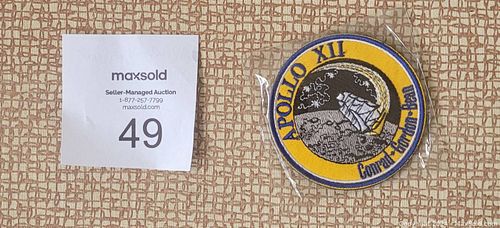 maxsold
Seller-Managed Auction
1-877-257-7799
maxsold.com
49
APOLLO XII
Conrad·Gordon·Bean